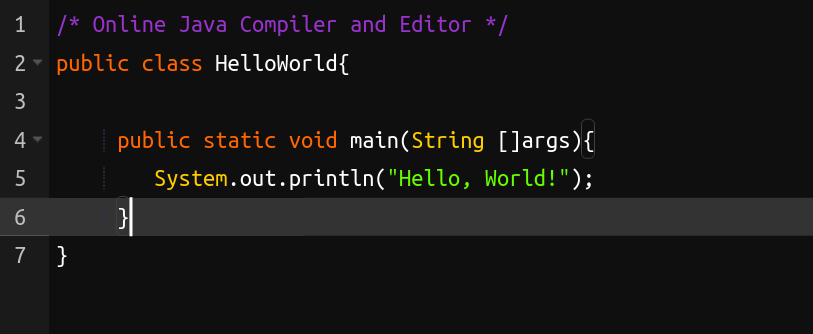 1 /* Online Java Compiler and Editor */
2 public class HelloWorld{
3
4 public static void main(String []args){
5 System.out.println("Hello, World!");
6 }
7 }